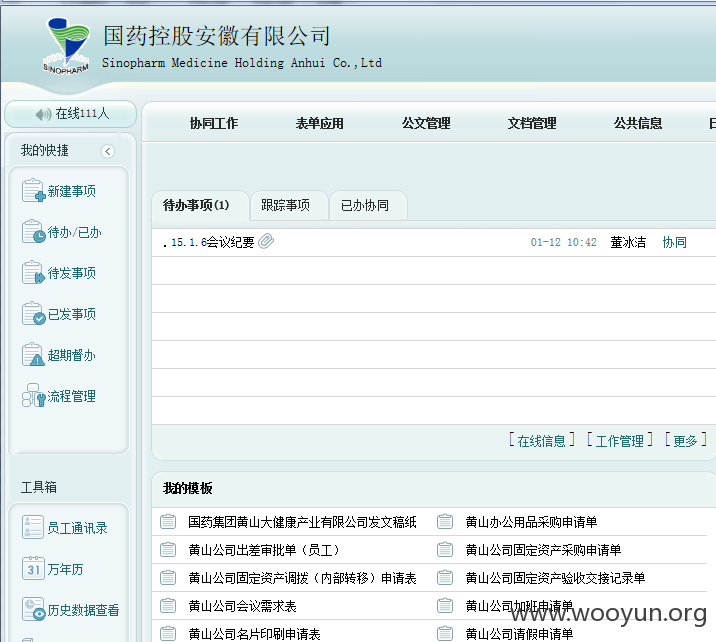 国药控股安徽有限公司
SINOPHARM
Sinopharm Medicine Holding Anhui Co.,Ltd
在线111人
协同工作 表单应用 公文管理 文档管理 公共信息
我的快捷
新建事项
待办/已办
待发事项
已发事项
超期督办
流程管理
待办事项(1) 跟踪事项 已办协同
. 15.1.6会议纪要 01-12 10:42 董冰洁 协同
[在线信息] [工作管理] [更多]
工具箱
员工通讯录
31 万年历
历史数据查看
我的模板
国药集团黄山大健康产业有限公司发文稿纸 黄山办公用品采购申请单
黄山公司出差审批单（员工） 黄山公司固定资产采购申请单
黄山公司固定资产调拨（内部转移）申请表 黄山公司固定资产验收交接记录单
黄山公司会议需求表 黄山公司加班申请单
黄山公司名片印刷申请表 黄山公司请假申请单
www.wooyun.org